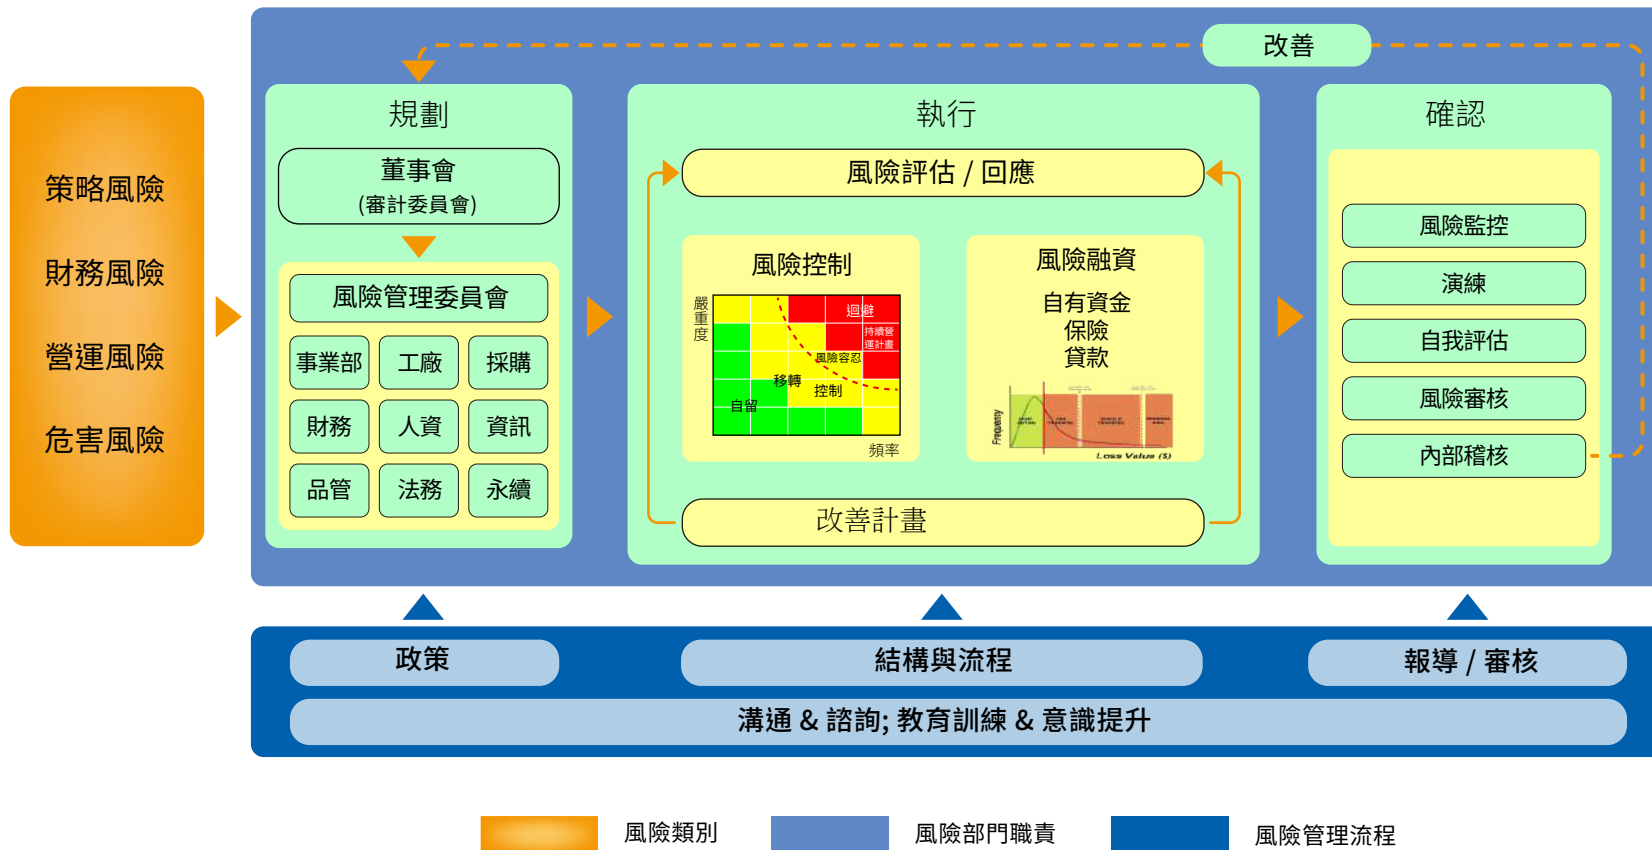 改善
策略風險
財務風險
營運風險
危害風險
規劃
董事會
(審計委員會)
風險管理委員會
事業部
工廠
採購
財務
人資
資訊
品管
法務
永續
執行
風險評估 / 回應
風險控制
嚴重度
迴避
持續營
運計畫
風險容忍
移轉
控制
自留
頻率
風險融資
自有資金
保險
貸款
Frequency
Loss Value ($)
改善計畫
確認
風險監控
演練
自我評估
風險審核
內部稽核
政策
結構與流程
報導 / 審核
溝通 & 諮詢; 教育訓練 & 意識提升
風險類別
風險部門職責
風險管理流程